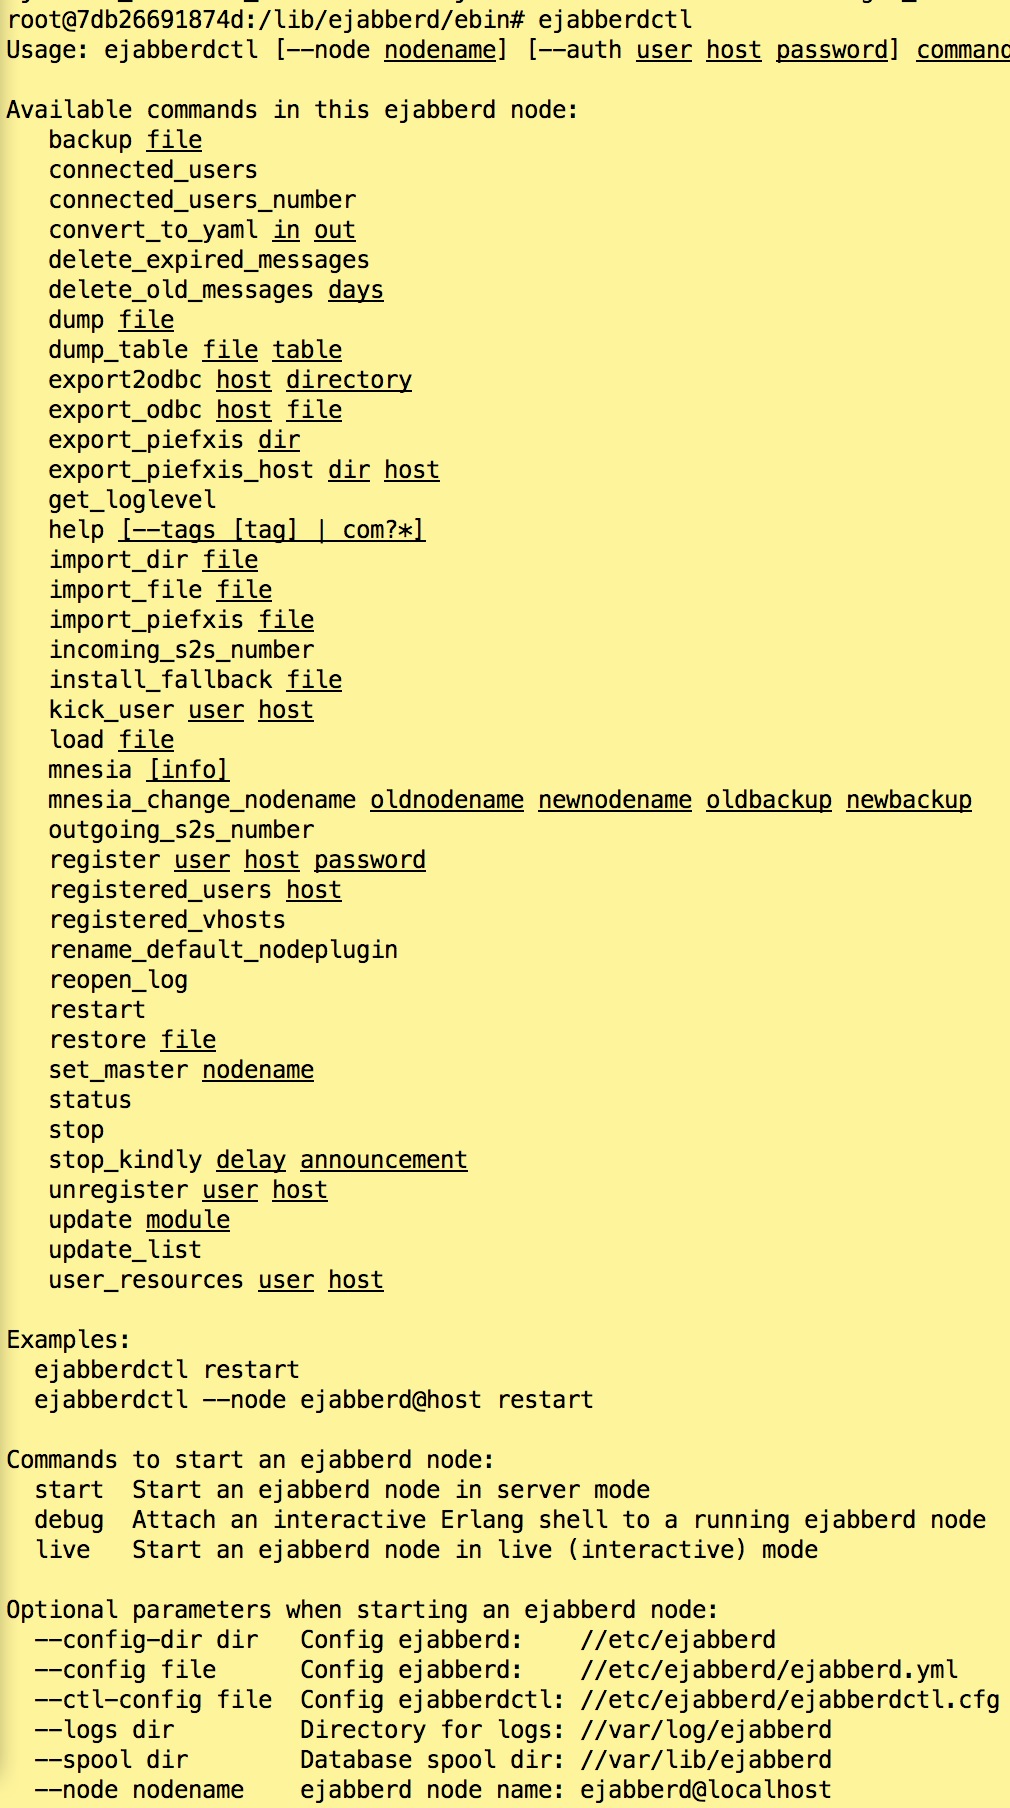 root@7db26691874d:/lib/ejabberd/ebin# ejabberdctl
Usage: ejabberdctl [--node nodename] [--auth user host password] command
Available commands in this ejabberd node:
backup file
connected_users
connected_users_number
convert_to_yaml in out
delete_expired_messages
delete_old_messages days
dump file
dump_table file table
export2odbc host directory
export_odbc host file
export_piefxis dir
export_piefxis_host dir host
get_loglevel
help [--tags [tag] | com?*]
import_dir file
import_file file
import_piefxis file
incoming_s2s_number
install_fallback file
kick_user user host
load file
mnesia [info]
mnesia_change_nodename oldnodename newnodename oldbackup newbackup
outgoing_s2s_number
register user host password
registered_users host
registered_vhosts
rename_default_nodeplugin
reopen_log
restart
restore file
set_master nodename
status
stop
stop_kindly delay announcement
unregister user host
update module
update_list
user_resources user host
Examples:
ejabberdctl restart
ejabberdctl --node ejabberd@host restart
Commands to start an ejabberd node:
start  Start an ejabberd node in server mode
debug  Attach an interactive Erlang shell to a running ejabberd node
live   Start an ejabberd node in live (interactive) mode
Optional parameters when starting an ejabberd node:
--config-dir dir   Config ejabberd:    //etc/ejabberd
--config file      Config ejabberd:    //etc/ejabberd/ejabberd.yml
--ctl-config file  Config ejabberdctl: //etc/ejabberd/ejabberdctl.cfg
--logs dir         Directory for logs: //var/log/ejabberd
--spool dir        Database spool dir: //var/lib/ejabberd
--node nodename    ejabberd node name: ejabberd@localhost